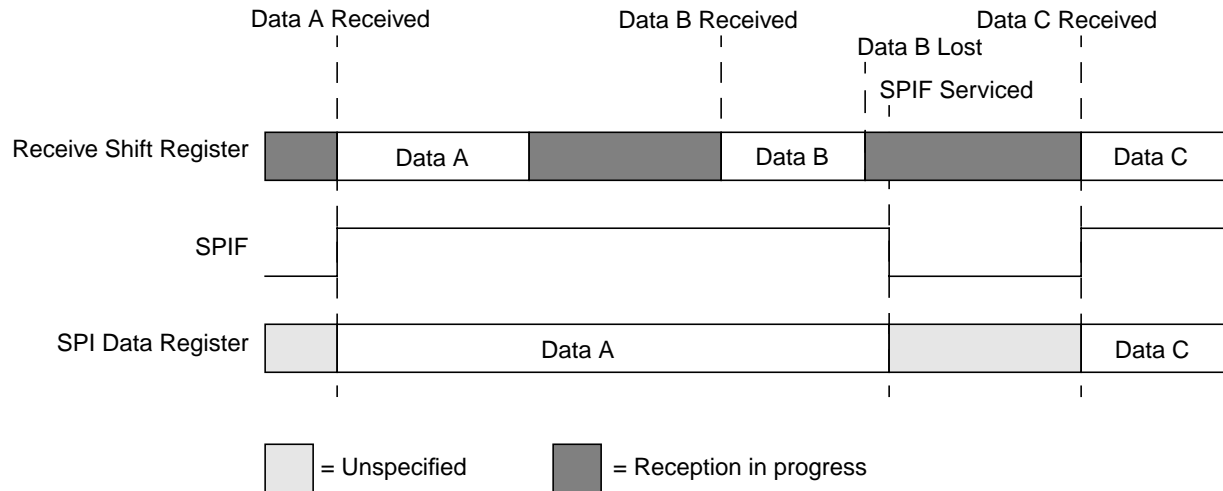 Data A Received
Data B Received
Data C Received
Data B Lost
SPIF Serviced
Receive Shift Register
Data A
Data B
Data C
SPIF
SPI Data Register
Data A
Data C
= Unspecified
= Reception in progress